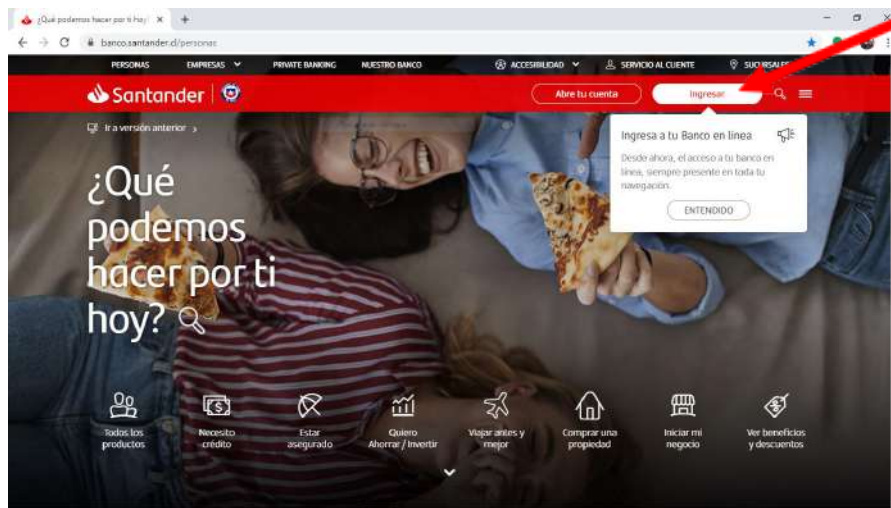 ¿Qué podemos hacer por ti hoy?
banco.santander.cl/personas
PERSONAS EMPRESAS PRIVATE BANKING NUESTRO BANCO ACCESIBILIDAD SERVICIO AL CLIENTE SUCURSALES
Santander Abre tu cuenta Ingresar
Ir a versión anterior
Ingresa a tu Banco en línea
Desde ahora, el acceso a tu banco en
línea, siempre presente en toda tu
navegación.
ENTENDIDO
¿Qué
podemos
hacer por ti
hoy?
Todos los
productos
Necesito
crédito
Estar
asegurado
Quiero
Ahorrar / Invertir
Viajar antes y
mejor
Comprar una
propiedad
Iniciar mi
negocio
Ver beneficios
y descuentos